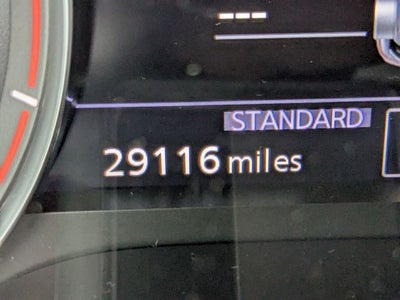 ---
STANDARD
29116 miles